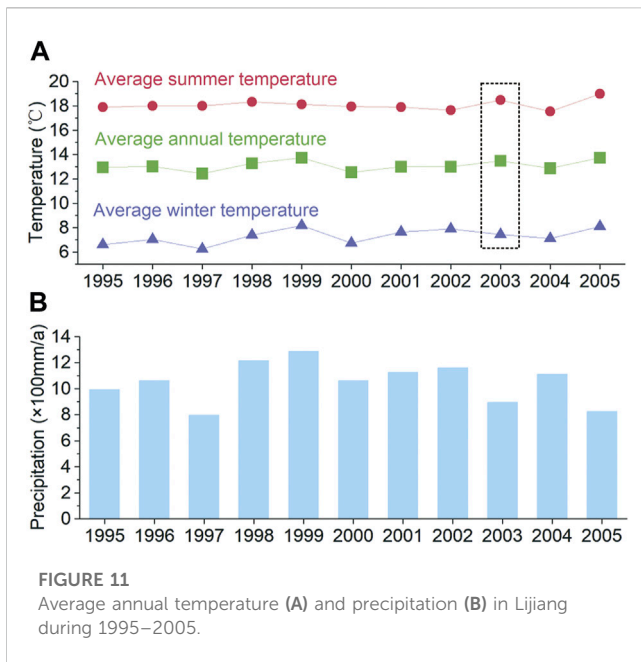 A
20
18
16
14
12
10
8
6
Temperature (℃)
Average summer temperature
Average annual temperature
Average winter temperature
1995 1996 1997 1998 1999 2000 2001 2002 2003 2004 2005
B
14
12
10
8
6
4
2
0
Precipitation (×100mm/a)
1995 1996 1997 1998 1999 2000 2001 2002 2003 2004 2005
FIGURE 11
Average annual temperature (A) and precipitation (B) in Lijiang
during 1995–2005.